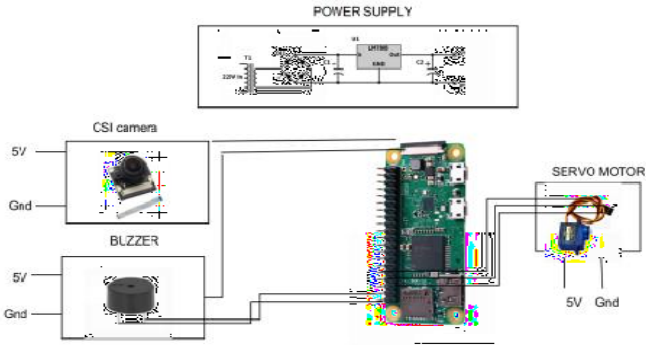 POWER SUPPLY
U1
LM7805
Out
T1
C1
C2
GND
220V In
CSI camera
5V
Gnd
SERVO MOTOR
BUZZER
5V
Gnd
5V Gnd